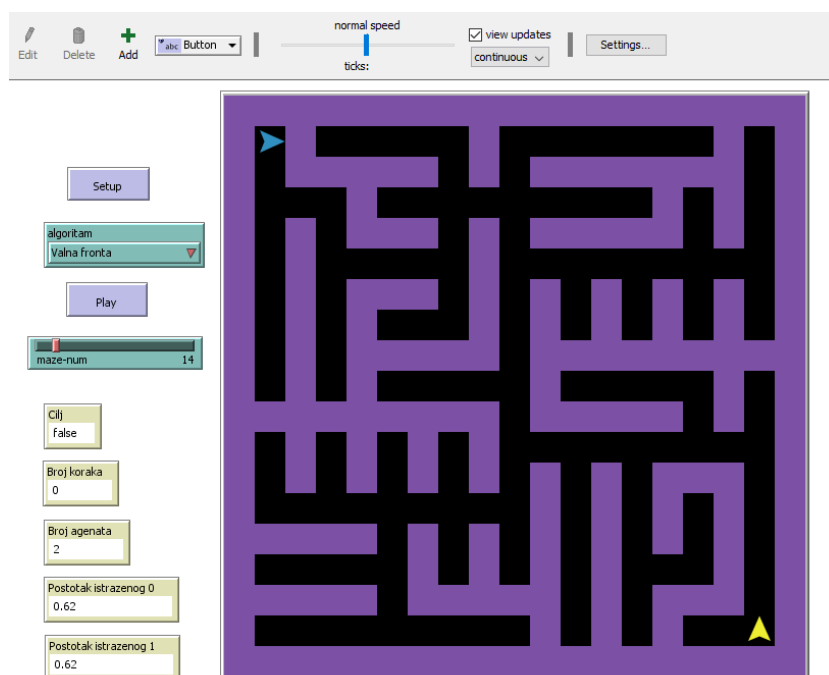 Edit
Delete
Add
abc Button
normal speed
ticks:
view updates
continuous
Settings...
Setup
algoritam
Valna fronta
Play
maze-num 14
Cilj
false
Broj koraka
0
Broj agenata
2
Postotak istrazenog 0
0.62
Postotak istrazenog 1
0.62